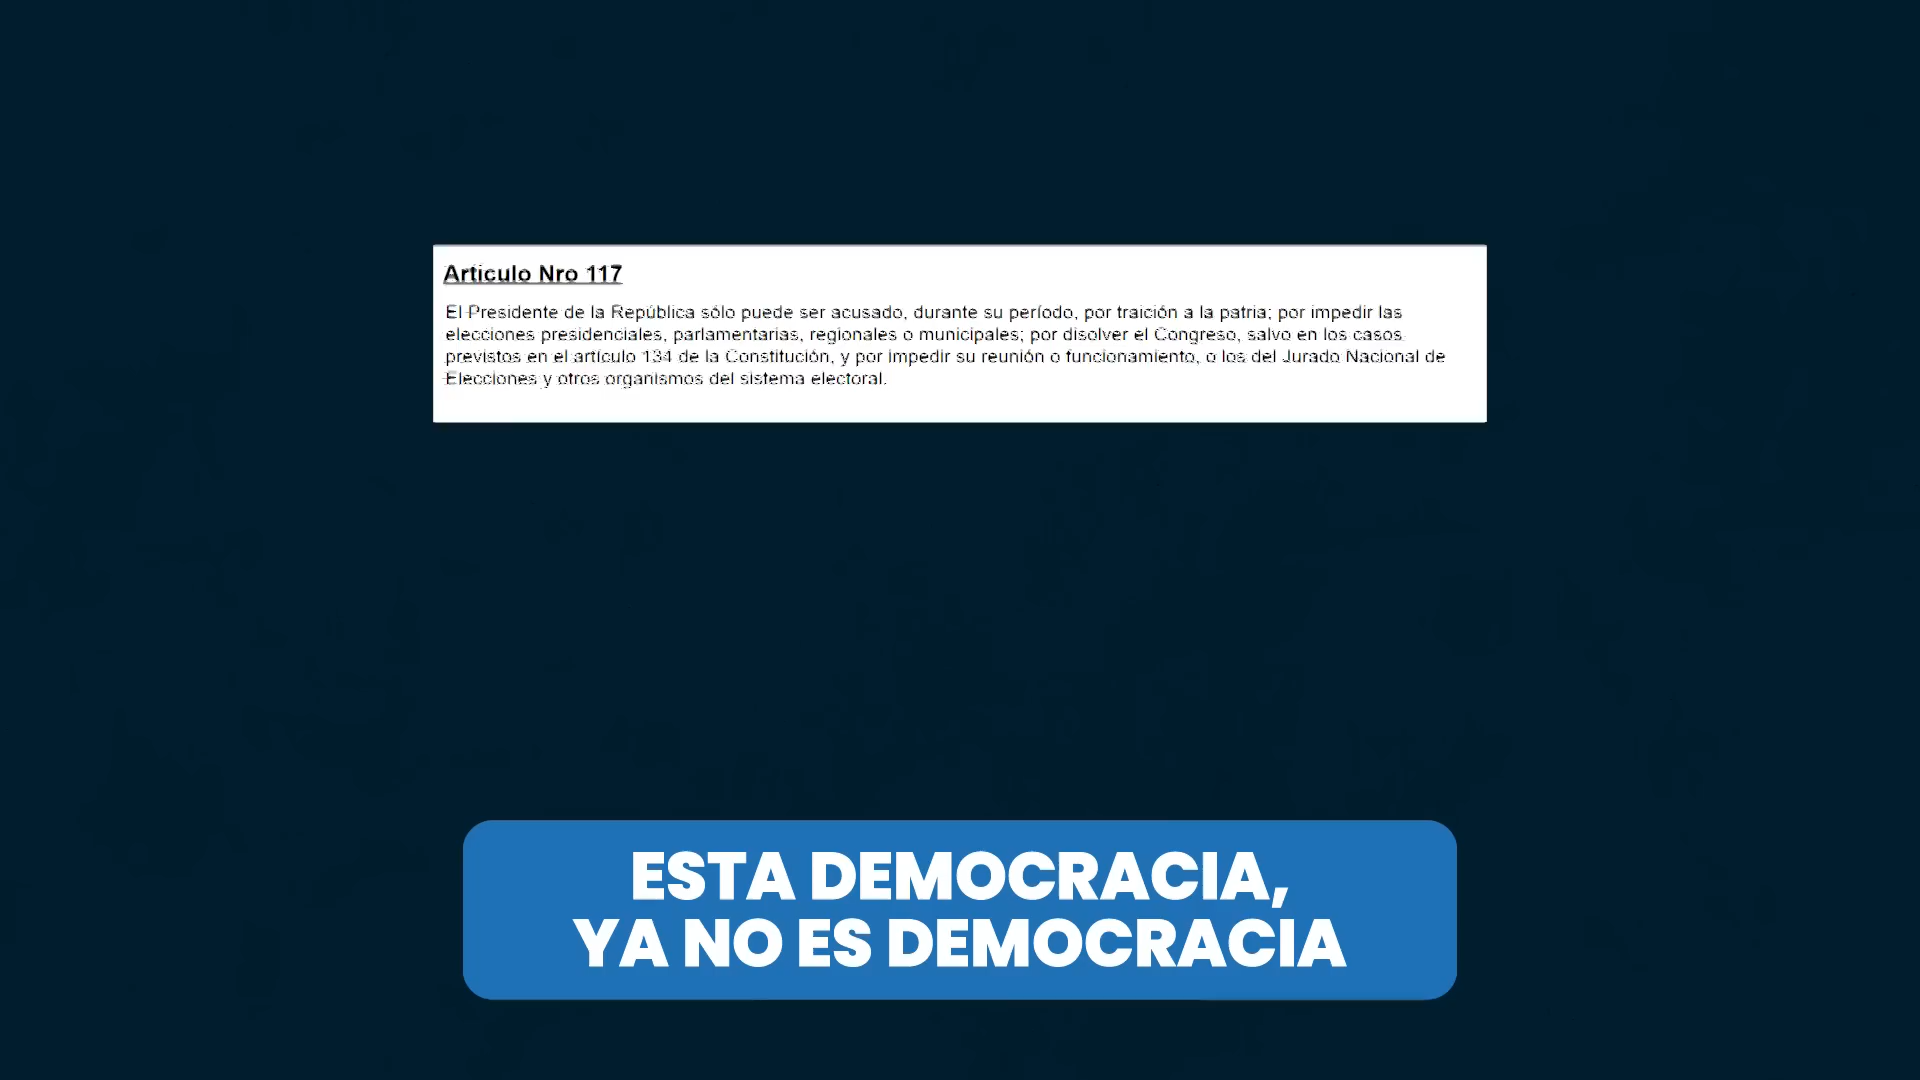 Artículo Nro 117
El Presidente de la República sólo puede ser acusado, durante su período, por traición a la patria; por impedir las
elecciones presidenciales, parlamentarias, regionales o municipales; por disolver el Congreso, salvo en los casos
previstos en el artículo 134 de la Constitución, y por impedir su reunión o funcionamiento, o los del Jurado Nacional de
Elecciones y otros organismos del sistema electoral.
ESTA DEMOCRACIA,
YA NO ES DEMOCRACIA